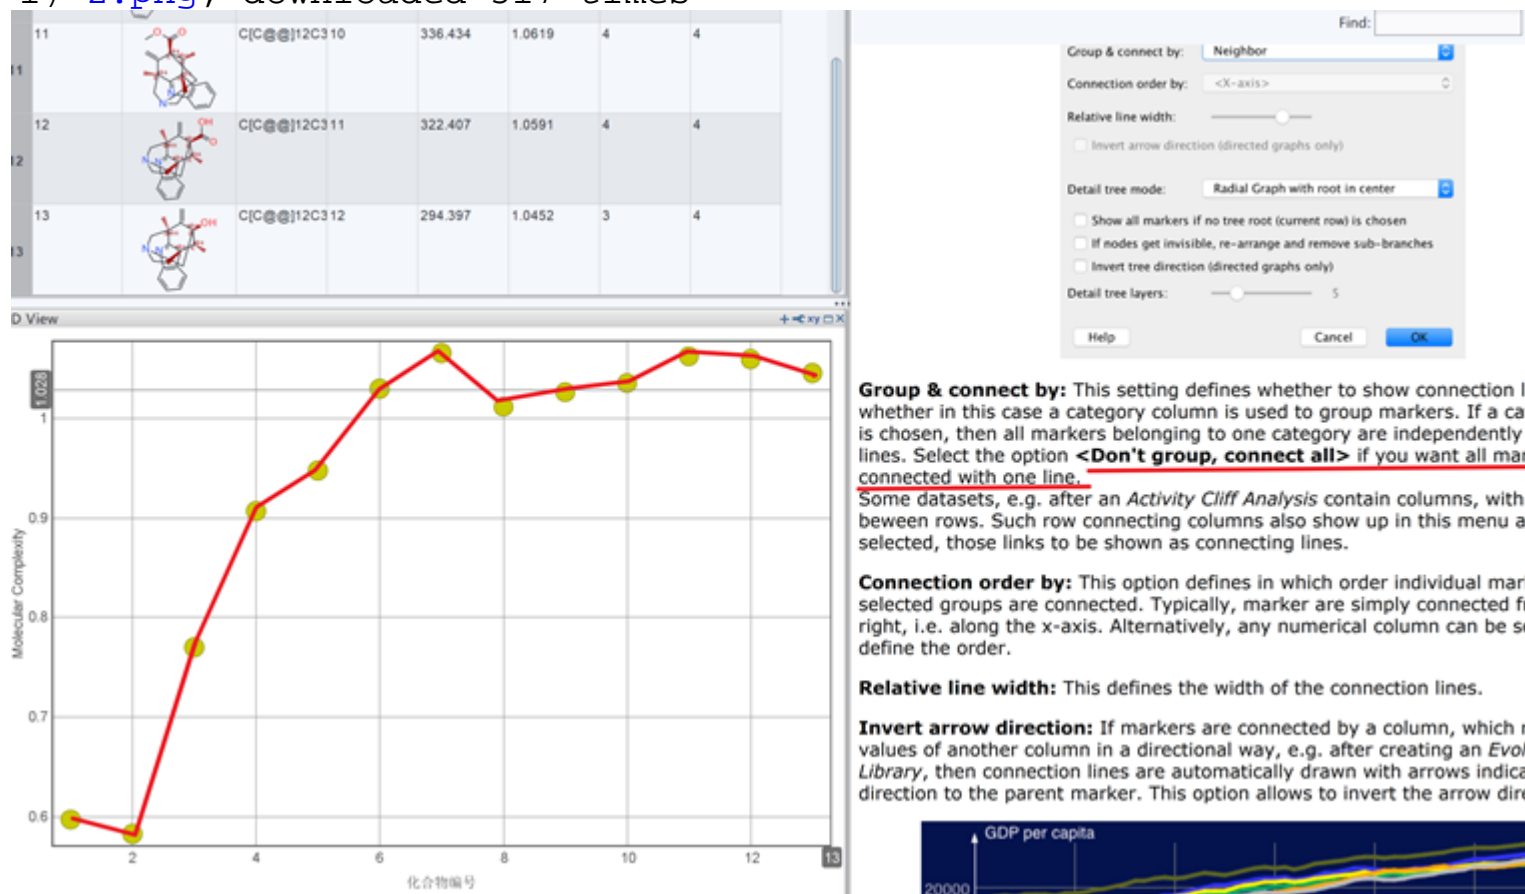 11 C[C@@]12C3 10 336.434 1.0619 4 4
12 C[C@@]12C3 11 322.407 1.0591 4 4
12
13 C[C@@]12C3 12 294.397 1.0452 3 4
13
D View
xy
1.028
1
0.9
0.8
0.7
0.6
Molecular Complexity
2 4 6 8 10 12 13
化合物编号
Find:
Group & connect by: Neighbor
Connection order by: <X-axis>
Relative line width:
Invert arrow direction (directed graphs only)
Detail tree mode: Radial Graph with root in center
Show all markers if no tree root (current row) is chosen
If nodes get invisible, re-arrange and remove sub-branches
Invert tree direction (directed graphs only)
Detail tree layers: 5
Help Cancel OK
Group & connect by: This setting defines whether to show connection l
whether in this case a category column is used to group markers. If a ca
is chosen, then all markers belonging to one category are independently
lines. Select the option <Don't group, connect all> if you want all mar
connected with one line.
Some datasets, e.g. after an Activity Cliff Analysis contain columns, with
beween rows. Such row connecting columns also show up in this menu a
selected, those links to be shown as connecting lines.
Connection order by: This option defines in which order individual mar
selected groups are connected. Typically, marker are simply connected f
right, i.e. along the x-axis. Alternatively, any numerical column can be s
define the order.
Relative line width: This defines the width of the connection lines.
Invert arrow direction: If markers are connected by a column, which
values of another column in a directional way, e.g. after creating an Evol
Library, then connection lines are automatically drawn with arrows indica
direction to the parent marker. This option allows to invert the arrow dir
GDP per capita
20000